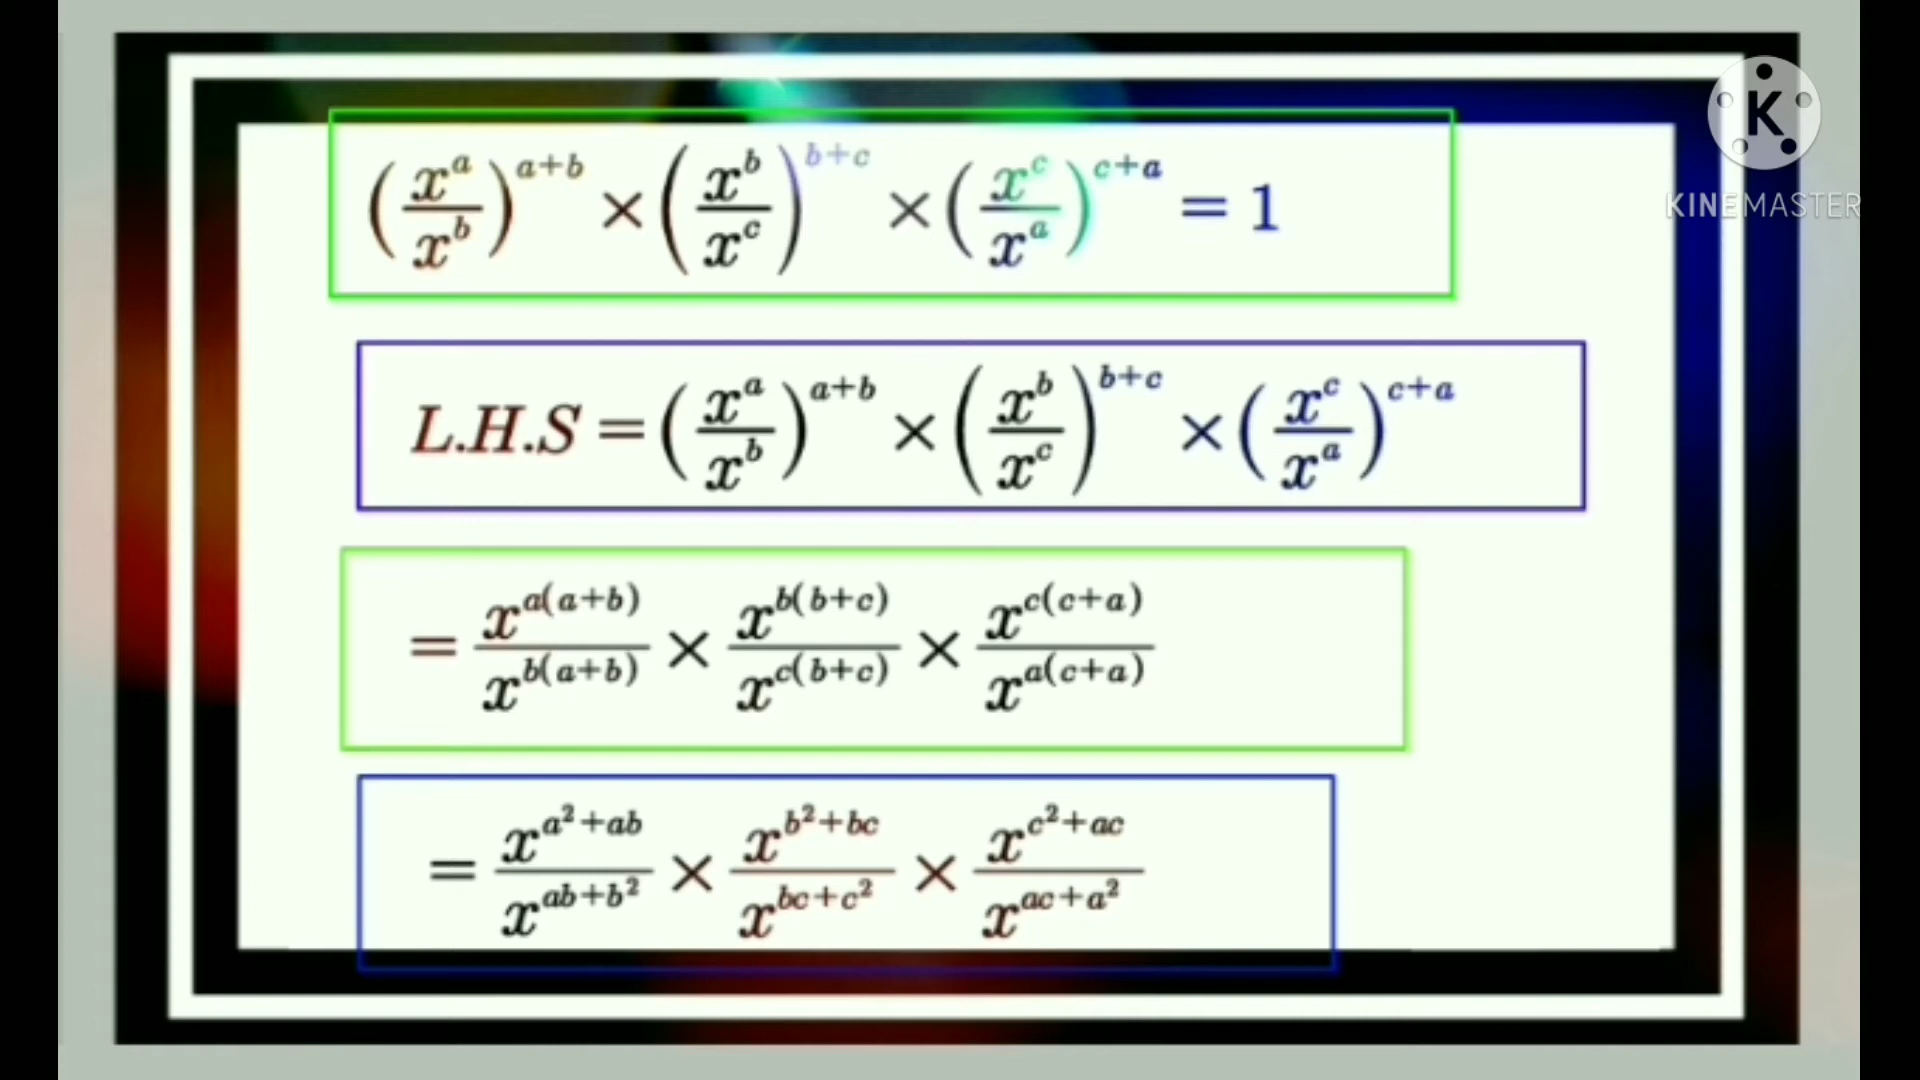 (x^a/x^b)^{a+b} × (x^b/x^c)^{b+c} × (x^c/x^a)^{c+a} = 1
L.H.S = (x^a/x^b)^{a+b} × (x^b/x^c)^{b+c} × (x^c/x^a)^{c+a}
= x^{a(a+b)}/x^{b(a+b)} × x^{b(b+c)}/x^{c(b+c)} × x^{c(c+a)}/x^{a(c+a)}
= x^{a²+ab}/x^{ab+b²} × x^{b²+bc}/x^{bc+c²} × x^{c²+ac}/x^{ac+a²}
K
KINEMASTER